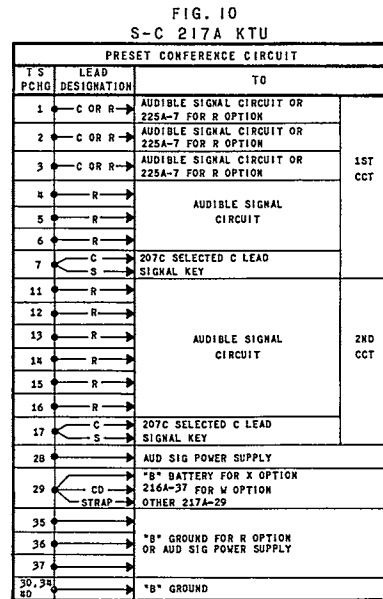 FIG. 10
S-C 217A KTU
PRESET CONFERENCE CIRCUIT
T S PCHG
LEAD DESIGNATION
TO
1 C OR R AUDIBLE SIGNAL CIRCUIT OR
225A-7 FOR R OPTION
2 C OR R AUDIBLE SIGNAL CIRCUIT OR
225A-7 FOR R OPTION
3 C OR R AUDIBLE SIGNAL CIRCUIT OR
225A-7 FOR R OPTION
1ST
CCT
4 R
5 R
6 R
AUDIBLE SIGNAL
CIRCUIT
7 C 207C SELECTED C LEAD
S SIGNAL KEY
11 R
12 R
13 R
14 R
15 R
16 R
AUDIBLE SIGNAL
CIRCUIT
2ND
CCT
17 C 207C SELECTED C LEAD
S SIGNAL KEY
28 AUD SIG POWER SUPPLY
29 "B" BATTERY FOR X OPTION
CD 216A-37 FOR W OPTION
STRAP OTHER 217A-29
35
36
37
"B" GROUND FOR R OPTION
OR AUD SIG POWER SUPPLY
30,34
40
"B" GROUND